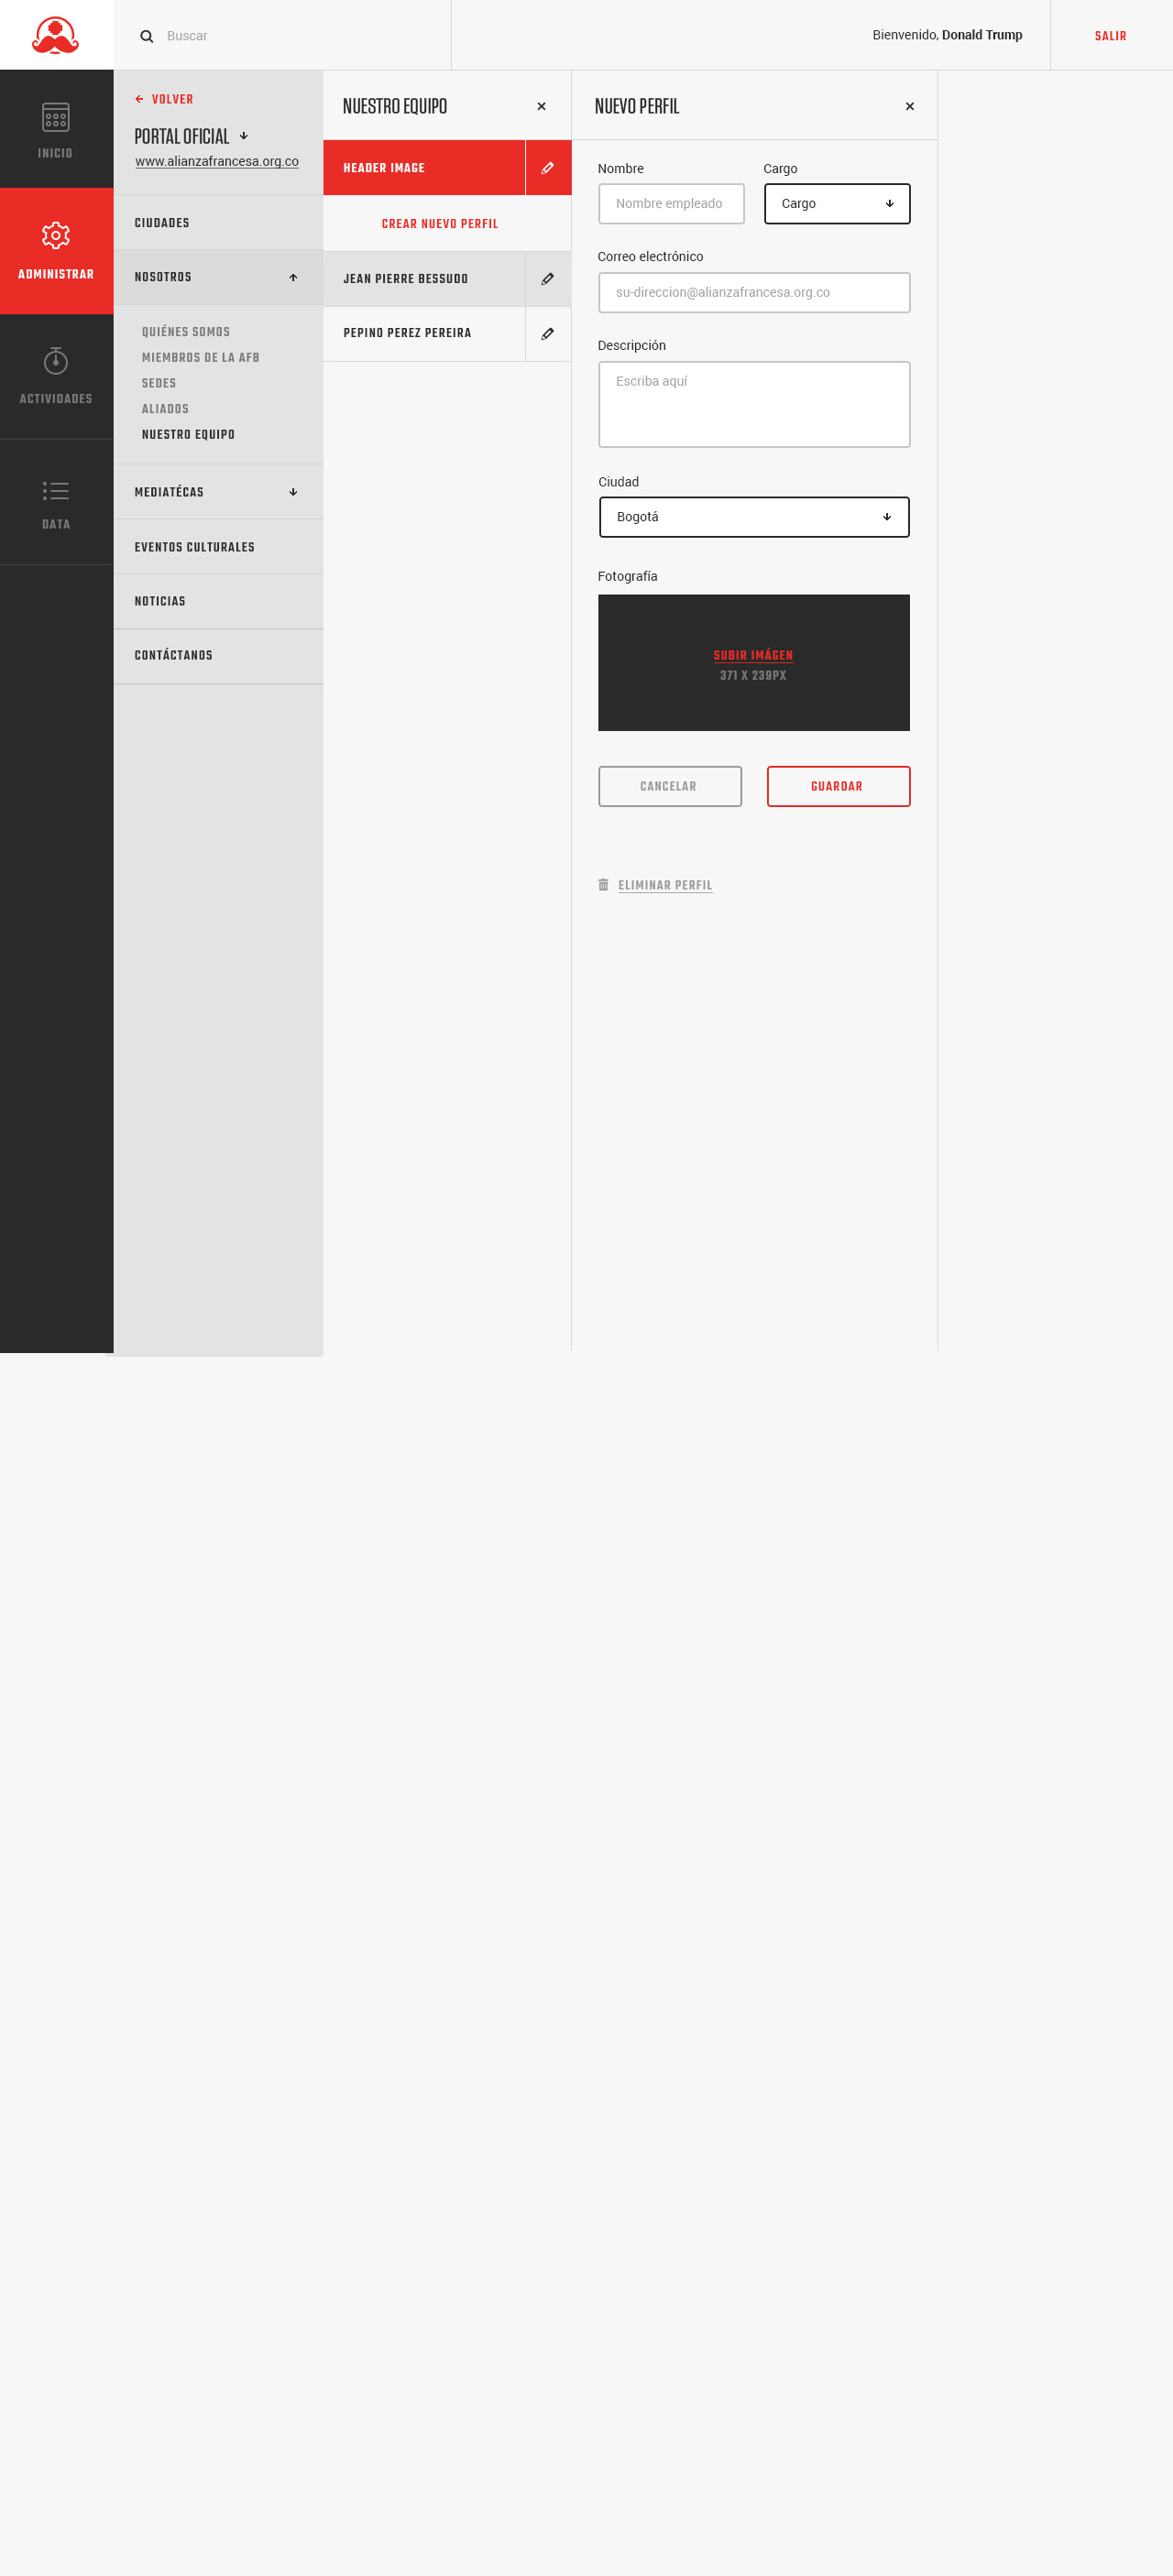 Buscar
Bienvenido, Donald Trump
SALIR
INICIO
ADMINISTRAR
ACTIVIDADES
DATA
VOLVER
PORTAL OFICIAL
www.alianzafrancesa.org.co
CIUDADES
NOSOTROS
QUIÉNES SOMOS
MIEMBROS DE LA AFB
SEDES
ALIADOS
NUESTRO EQUIPO
MEDIATÉCAS
EVENTOS CULTURALES
NOTICIAS
CONTÁCTANOS
NUESTRO EQUIPO
HEADER IMAGE
CREAR NUEVO PERFIL
JEAN PIERRE BESSUDO
PEPINO PEREZ PEREIRA
NUEVO PERFIL
Nombre
Cargo
Nombre empleado
Cargo
Correo electrónico
su-direccion@alianzafrancesa.org.co
Descripción
Escriba aquí
Ciudad
Bogotá
Fotografía
SUBIR IMÁGEN
371 X 239PX
CANCELAR
GUARDAR
ELIMINAR PERFIL